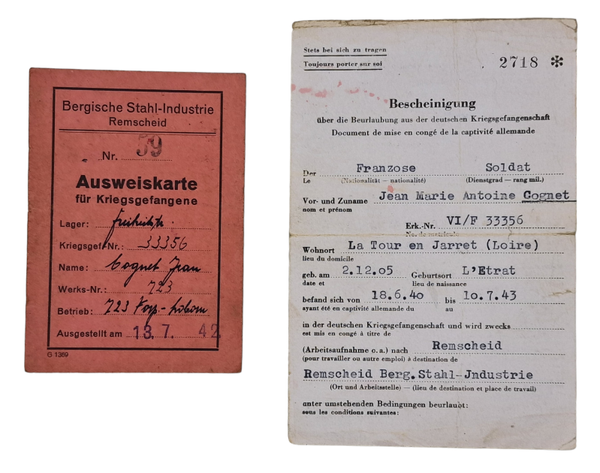 Bergische Stahl-Industrie
Remscheid
Nr. 59
Ausweiskarte
für Kriegsgefangene
Lager:
Kriegsgef.-Nr.: 33356
Name: Cognet Jean
Werks-Nr.: 723
Betrieb: 723
Ausgestellt am 13.7. 42
G 1369
Stets bei sich zu tragen
Toujours porter sur soi
2718 ✻
Bescheinigung
über die Beurlaubung aus der deutschen Kriegsgefangenschaft
Document de mise en congé de la captivité allemande
Der Franzose Soldat
Le (Nationalität — nationalité) (Dienstgrad — rang mil.)
Vor- und Zuname Jean Marie Antoine Cognet
nom et prénom
Erk.-Nr. VI/F 33356
No. de matricule
Wohnort La Tour en Jarret (Loire)
lieu du domicile
geb. am 2.12.05 Geburtsort L'Etrat
date et lieu de naissance
befand sich von 18.6.40 bis 10.7.43
ayant été en captivité allemande du au
in der deutschen Kriegsgefangenschaft und wird zwecks
est mis en congé à titre de
(Arbeitsaufnahme o.a.) nach Remscheid
(pour travailler ou autre emploi) à destination de
Remscheid Berg.Stahl-Jndustrie
(Ort und Arbeitsstelle) — (lieu de destination et place de travail)
unter umstehenden Bedingungen beurlaubt:
sous les conditions suivantes: